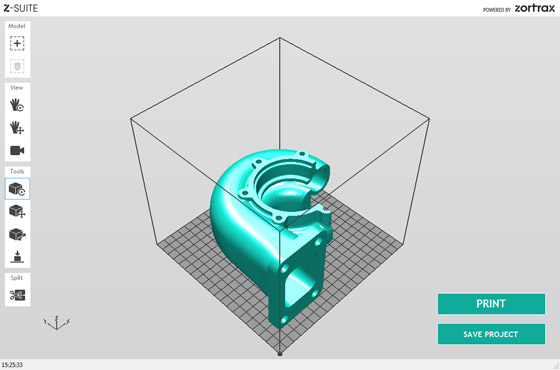 Z-SUITE
POWERED BY zortrax
Model
View
Tools
Split
PRINT
SAVE PROJECT
15:25:33